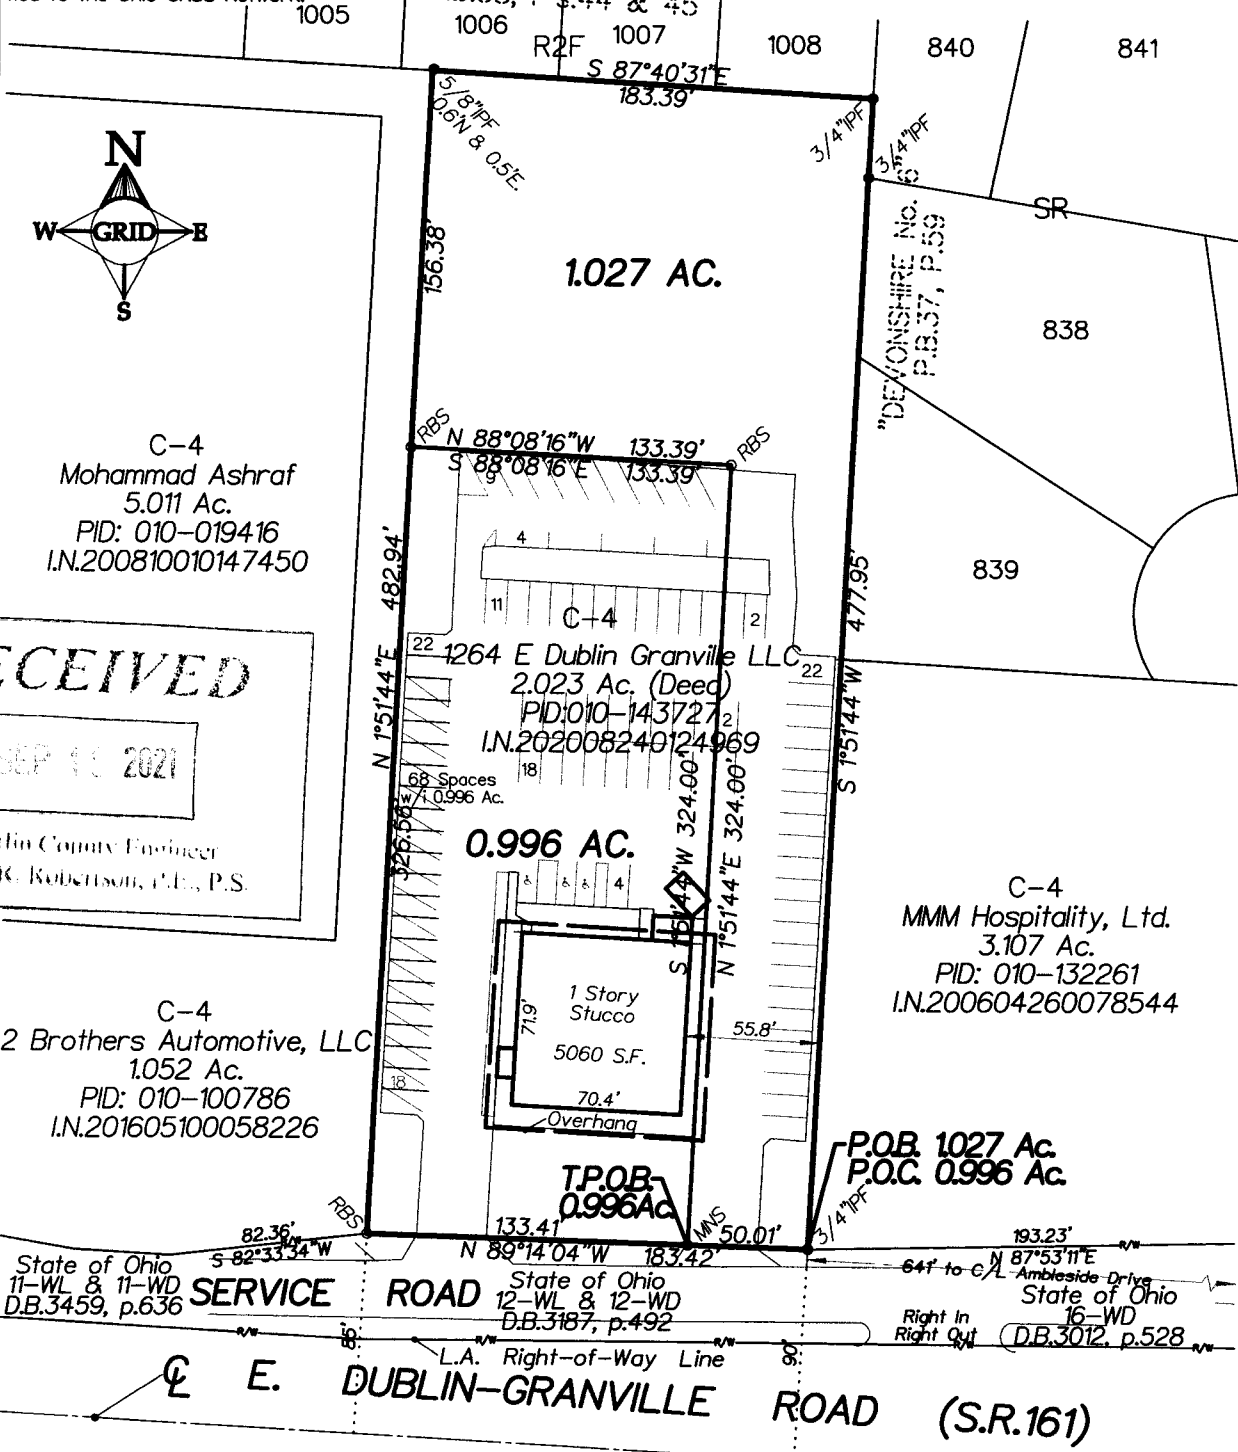 1005
1006
1007
1008
840
841
R2F
S 87°40'31"E
183.39'
5/8"IPF
0.6'N & 0.5'E.
3/4"IPF
3/4"IPF
N
W GRID E
S
156.38'
1.027 AC.
"DEVONSHIRE No. 6"
P.B.37, P.59
SR
838
839
RBS
N 88°08'16"W 133.39'
S 88°08'16"E 133.39'
RBS
9
4
11
2
C-4
Mohammad Ashraf
5.011 Ac.
PID: 010-019416
I.N.200810010147450
N 1°51'44"E 482.94'
S 1°51'44"W 477.95'
C-4
1264 E Dublin Granville LLC
2.023 Ac. (Deed)
PID:010-143727
I.N.202008240124969
22
22
2
18
2021
68 Spaces
w/i 0.996 Ac.
326.56'
0.996 AC.
S 1°51'44"W 324.00'
N 1°51'44"E 324.00'
4
1 Story
Stucco
5060 S.F.
71.9'
70.4'
Overhang
55.8'
18
C-4
MMM Hospitality, Ltd.
3.107 Ac.
PID: 010-132261
I.N.200604260078544
C-4
2 Brothers Automotive, LLC
1.052 Ac.
PID: 010-100786
I.N.201605100058226
P.O.B. 1.027 Ac.
P.O.C. 0.996 Ac.
T.P.O.B.
0.996Ac.
RBS
MNS
3/4"IPF
133.41'
50.01'
N 89°14'04"W 183.42'
82.36'
R/W
S 82°33'34"W
193.23'
R/W
N 87°53'11"E
641' to C/L Ambleside Drive
State of Ohio
11-WL & 11-WD
D.B.3459, p.636
SERVICE ROAD
State of Ohio
12-WL & 12-WD
D.B.3187, p.492
Right In
Right Out
State of Ohio
16-WD
D.B.3012, p.528
R/W
R/W
R/W
R/W
R/W
85'
90'
L.A. Right-of-Way Line
℄ E. DUBLIN-GRANVILLE ROAD (S.R.161)